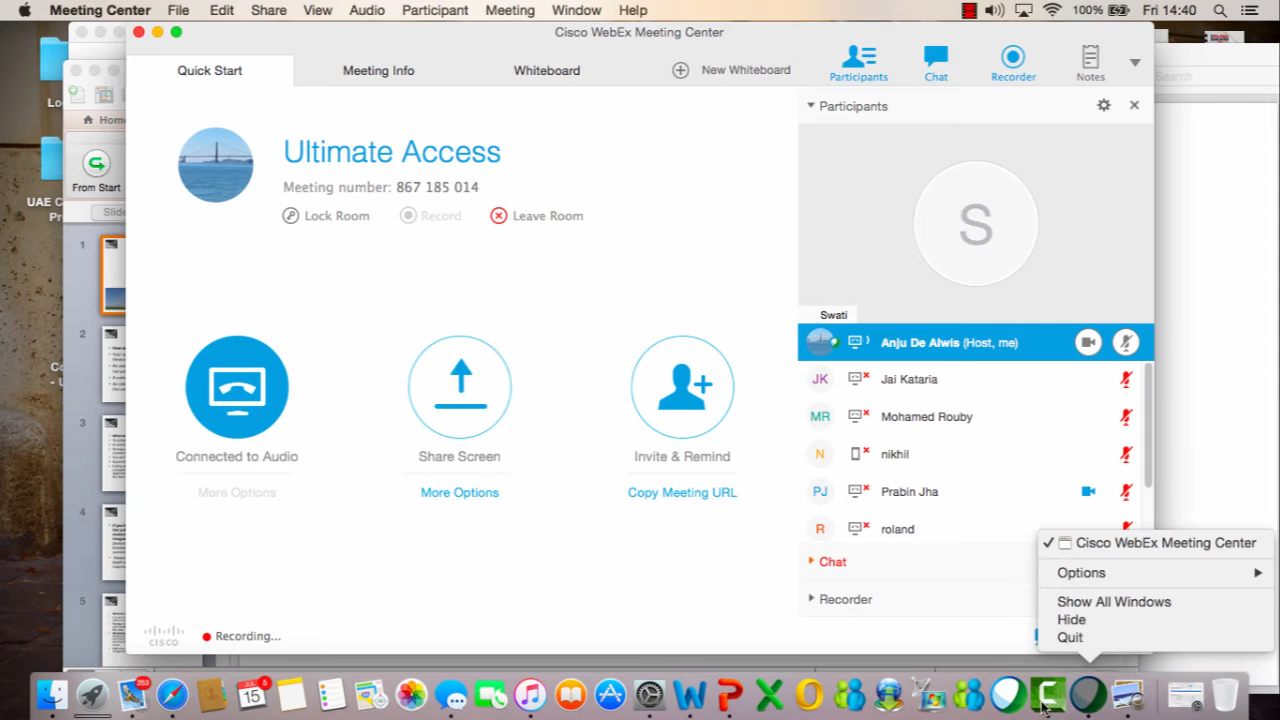 Meeting Center File Edit Share View Audio Participant Meeting Window Help 100% Fri 14:40
Cisco WebEx Meeting Center
Quick Start Meeting Info Whiteboard New Whiteboard Participants Chat Recorder Notes
Search
Participants
Home
Ultimate Access
Meeting number: 867 185 014
From Start
Lock Room Record Leave Room
S
Swati
Anju De Alwis (Host, me)
JK Jai Kataria
MR Mohamed Rouby
N nikhil
PJ Prabin Jha
R roland
Connected to Audio Share Screen Invite & Remind
More Options More Options Copy Meeting URL
Chat
Recorder
Cisco WebEx Meeting Center
Options
Show All Windows
Hide
Quit
CISCO
Recording...
1
2
3
4
5
253
5
15